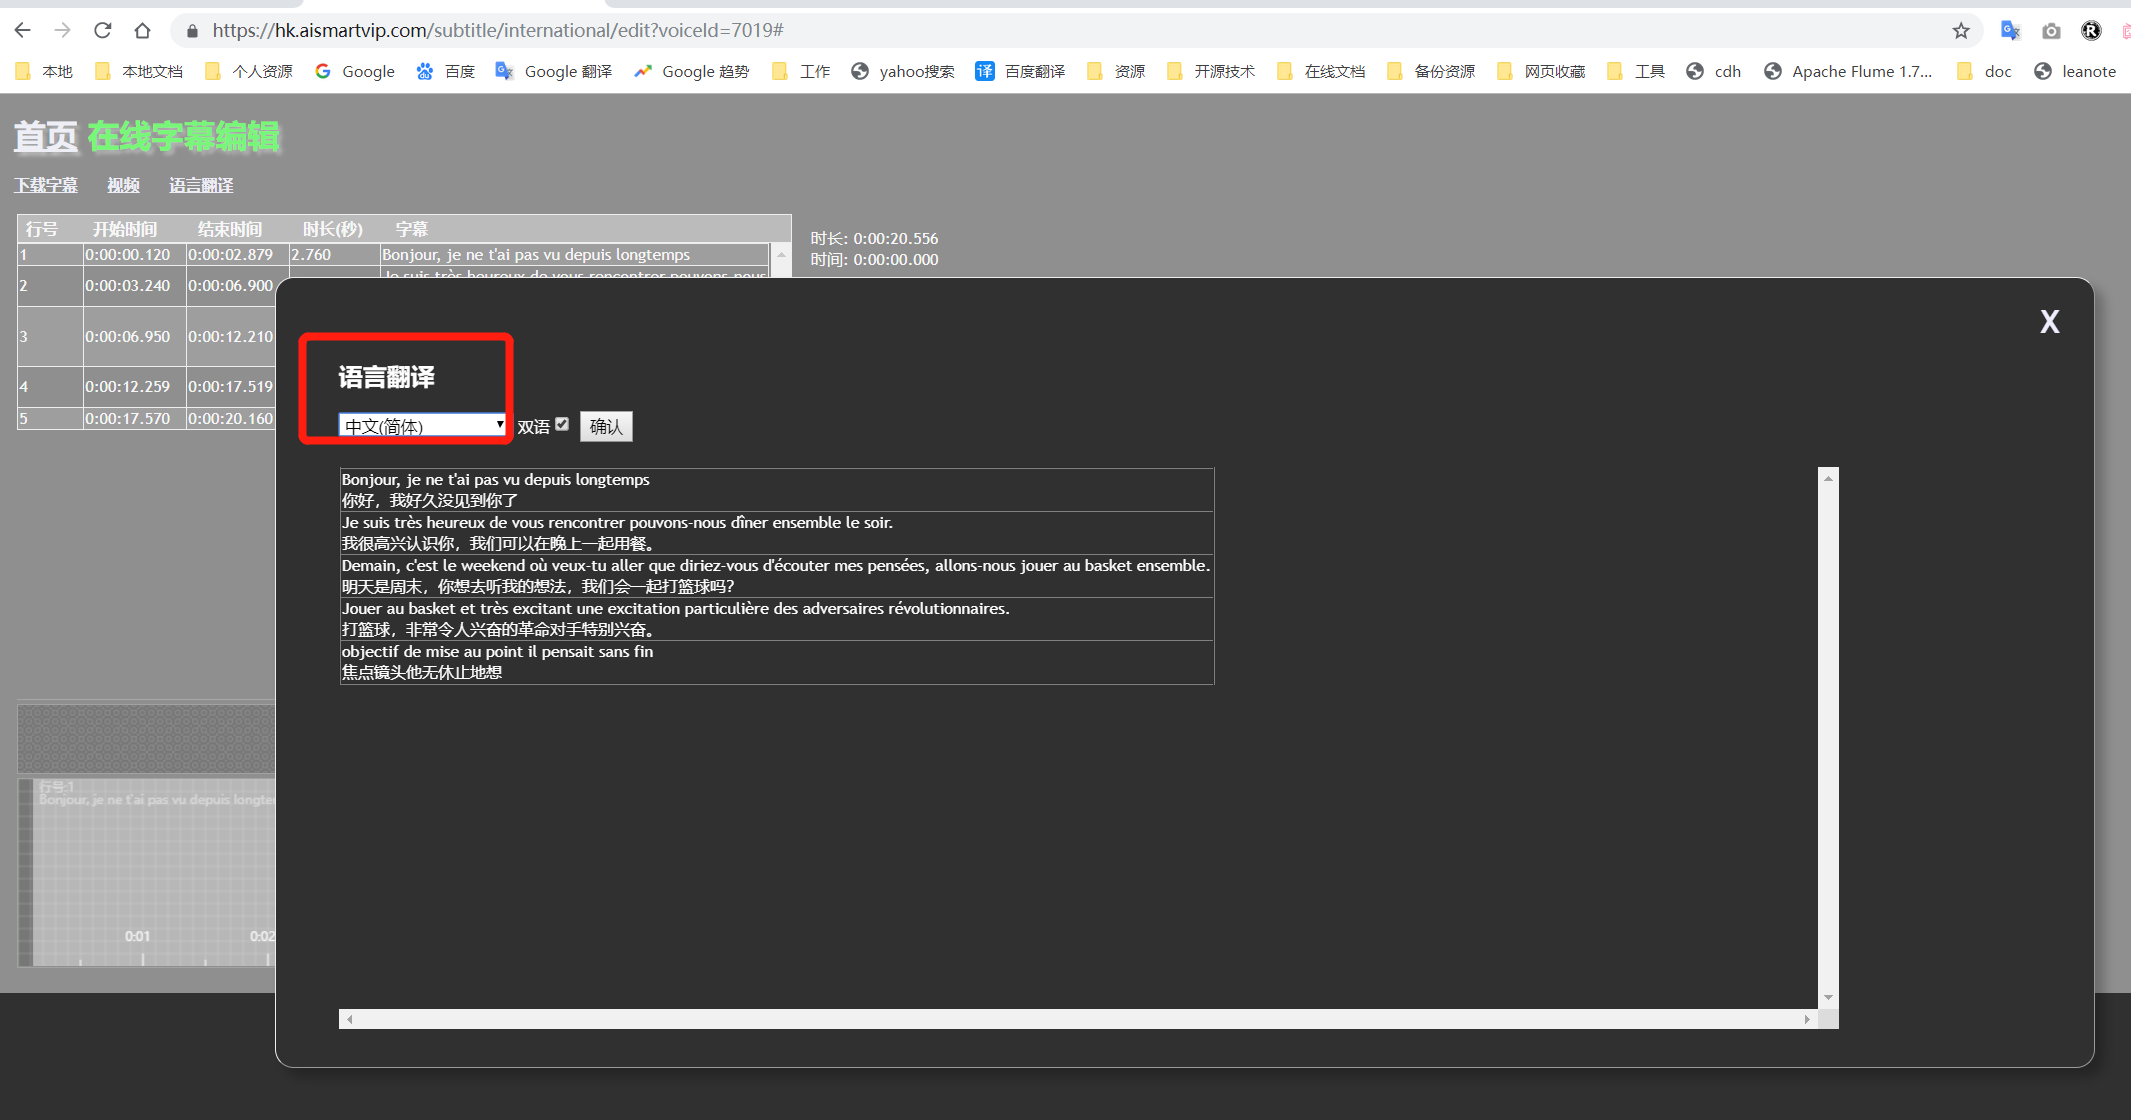 https://hk.aismartvip.com/subtitle/international/edit?voiceId=7019#
本地 本地文档 个人资源 Google 百度 Google 翻译 Google 趋势 工作 yahoo搜索 译 百度翻译 资源 开源技术 在线文档 备份资源 网页收藏 工具 cdh Apache Flume 1.7... doc leanote
首页 在线字幕编辑
下载字幕 视频 语言翻译
行号 开始时间 结束时间 时长(秒) 字幕
1 0:00:00.120 0:00:02.879 2.760 Bonjour, je ne t'ai pas vu depuis longtemps
时长: 0:00:20.556
时间: 0:00:00.000
Je suis très heureux de vous rencontrer pouvons-nous
2 0:00:03.240 0:00:06.900
3 0:00:06.950 0:00:12.210
4 0:00:12.259 0:00:17.519
5 0:00:17.570 0:00:20.160
X
语言翻译
中文(简体) 双语 确认
Bonjour, je ne t'ai pas vu depuis longtemps
你好，我好久没见到你了
Je suis très heureux de vous rencontrer pouvons-nous dîner ensemble le soir.
我很高兴认识你，我们可以在晚上一起用餐。
Demain, c'est le weekend où veux-tu aller que diriez-vous d'écouter mes pensées, allons-nous jouer au basket ensemble.
明天是周末，你想去听我的想法，我们会一起打篮球吗？
Jouer au basket et très excitant une excitation particulière des adversaires révolutionnaires.
打篮球，非常令人兴奋的革命对手特别兴奋。
objectif de mise au point il pensait sans fin
焦点镜头他无休止地想
行号:1
Bonjour, je ne t'ai pas vu depuis longte
0:01 0:02